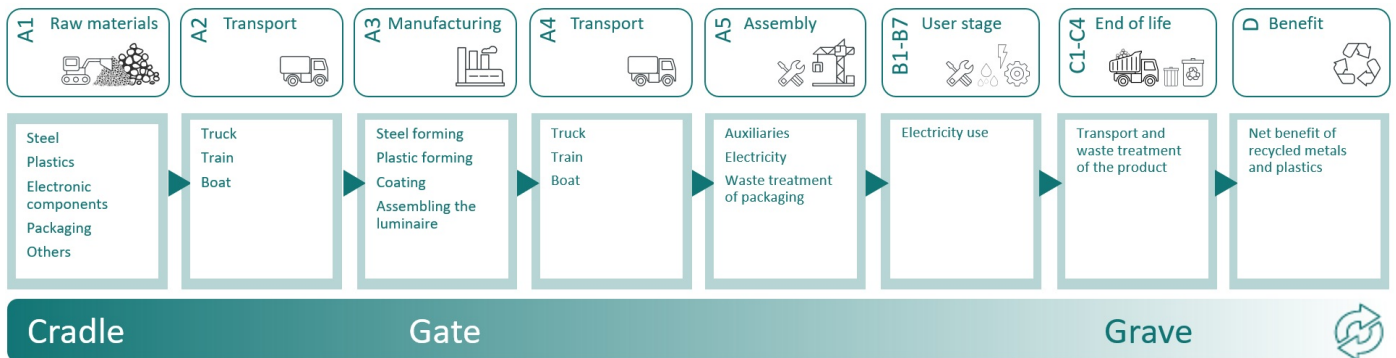 A1 Raw materials
A2 Transport
A3 Manufacturing
A4 Transport
A5 Assembly
B1-B7 User stage
C1-C4 End of life
D Benefit
Steel
Plastics
Electronic
components
Packaging
Others
Truck
Train
Boat
Steel forming
Plastic forming
Coating
Assembling the
luminaire
Truck
Train
Boat
Auxiliaries
Electricity
Waste treatment
of packaging
Electricity use
Transport and
waste treatment
of the product
Net benefit of
recycled metals
and plastics
Cradle
Gate
Grave